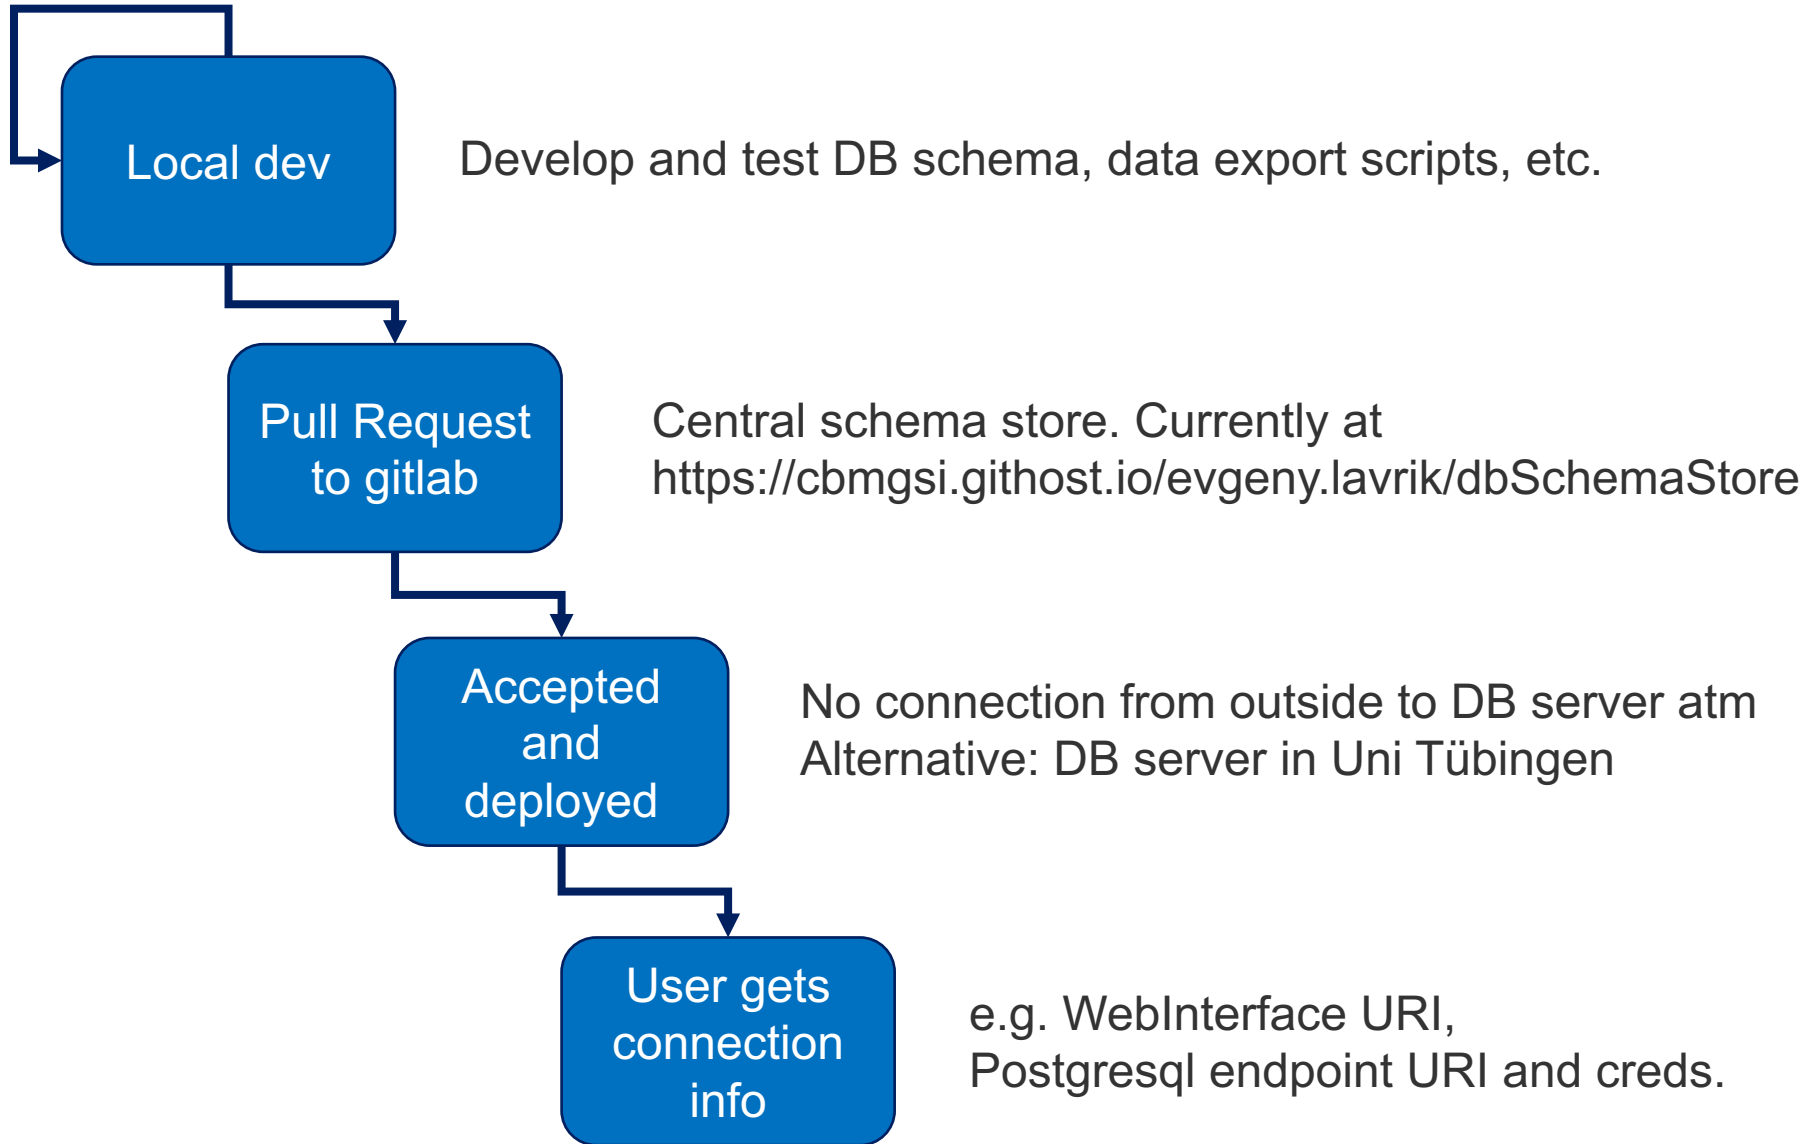 Local dev
Develop and test DB schema, data export scripts, etc.
Pull Request
to gitlab
Central schema store. Currently at
https://cbmgsi.githost.io/evgeny.lavrik/dbSchemaStore
Accepted
and
deployed
No connection from outside to DB server atm
Alternative: DB server in Uni Tübingen
User gets
connection
info
e.g. WebInterface URI,
Postgresql endpoint URI and creds.